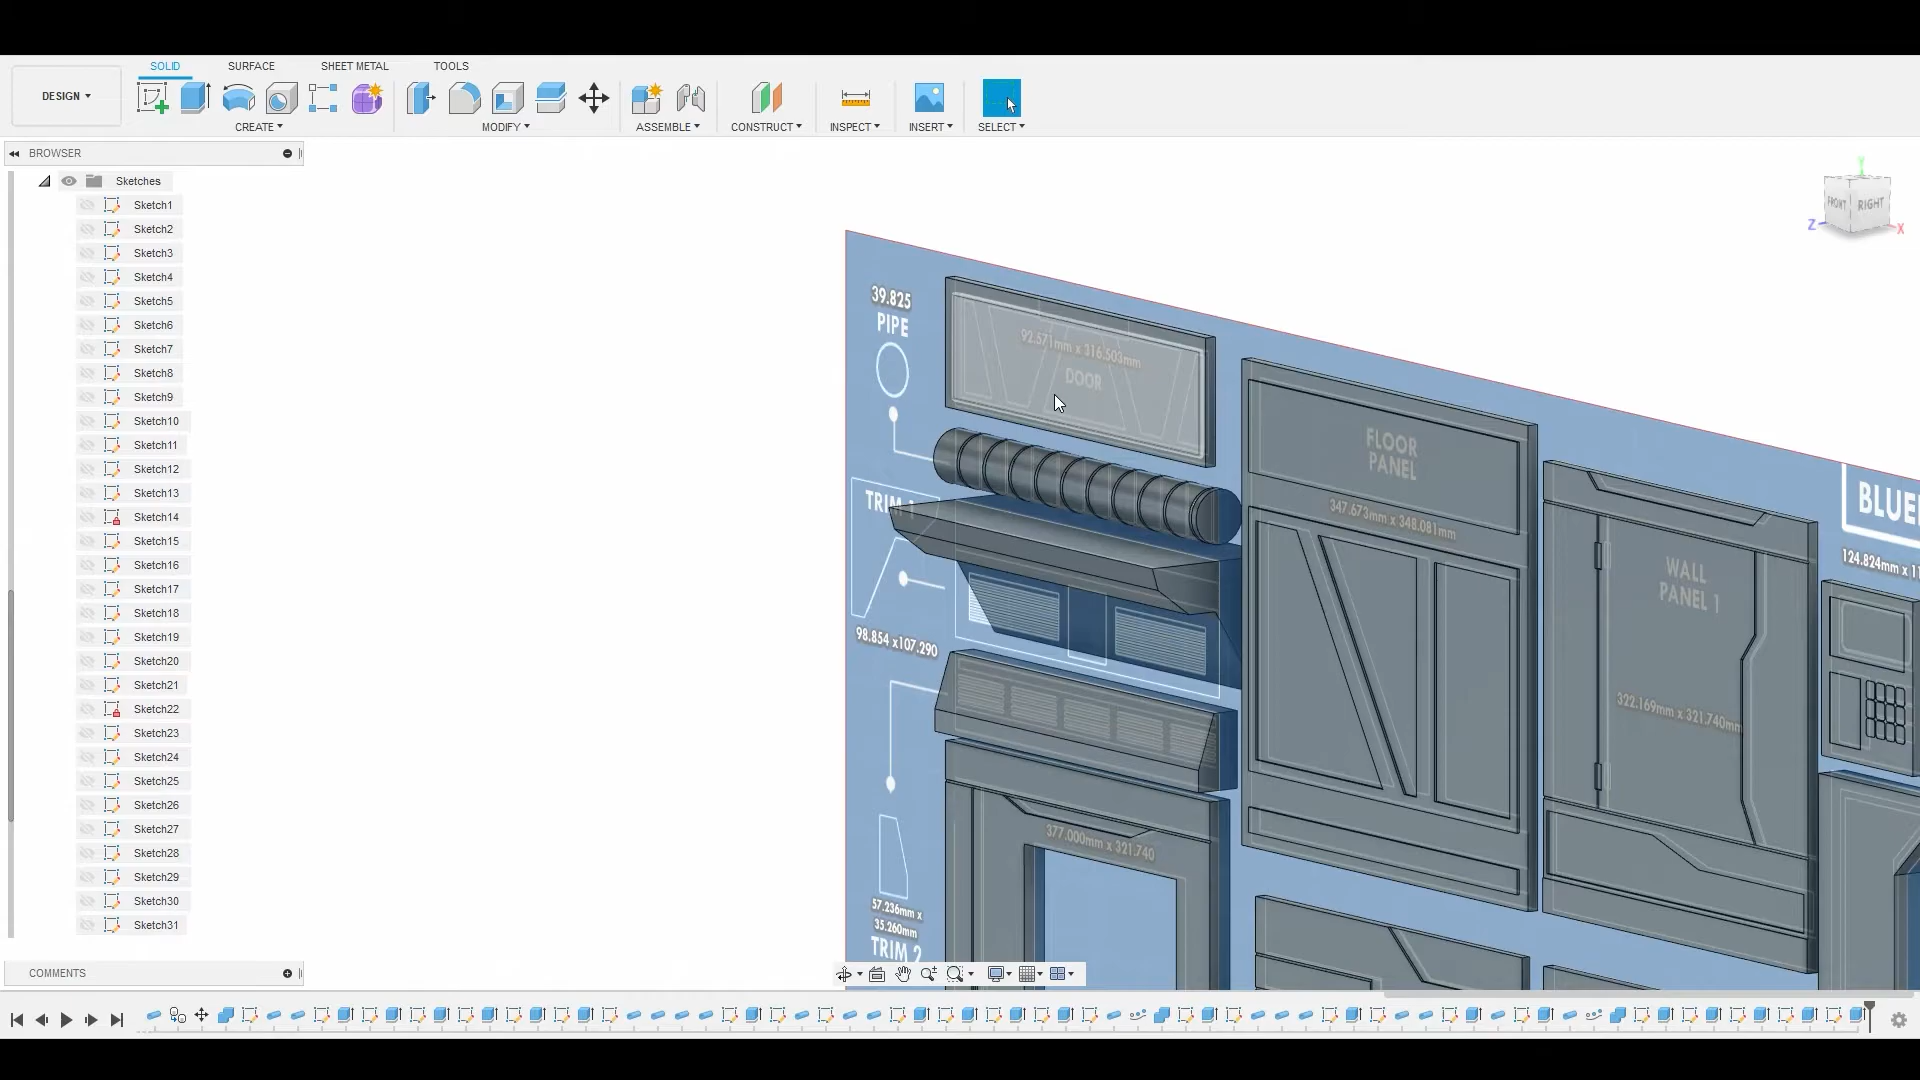 SOLID SURFACE SHEET METAL TOOLS
DESIGN
CREATE MODIFY ASSEMBLE CONSTRUCT INSPECT INSERT SELECT
BROWSER
Sketches
Sketch1
Sketch2
Sketch3
Sketch4
Sketch5
Sketch6
Sketch7
Sketch8
Sketch9
Sketch10
Sketch11
Sketch12
Sketch13
Sketch14
Sketch15
Sketch16
Sketch17
Sketch18
Sketch19
Sketch20
Sketch21
Sketch22
Sketch23
Sketch24
Sketch25
Sketch26
Sketch27
Sketch28
Sketch29
Sketch30
Sketch31
COMMENTS
Y
FRONT RIGHT
Z
X
39.825
PIPE
92.571mm x 316.503mm
DOOR
TRIM 1
98.854 x107.290
57.236mm x
35.260mm
TRIM 2
377.000mm x 321.740
FLOOR
PANEL
347.673mm x 348.081mm
WALL
PANEL 1
322.169mm x 321.740mm
BLUE
124.824mm x 11